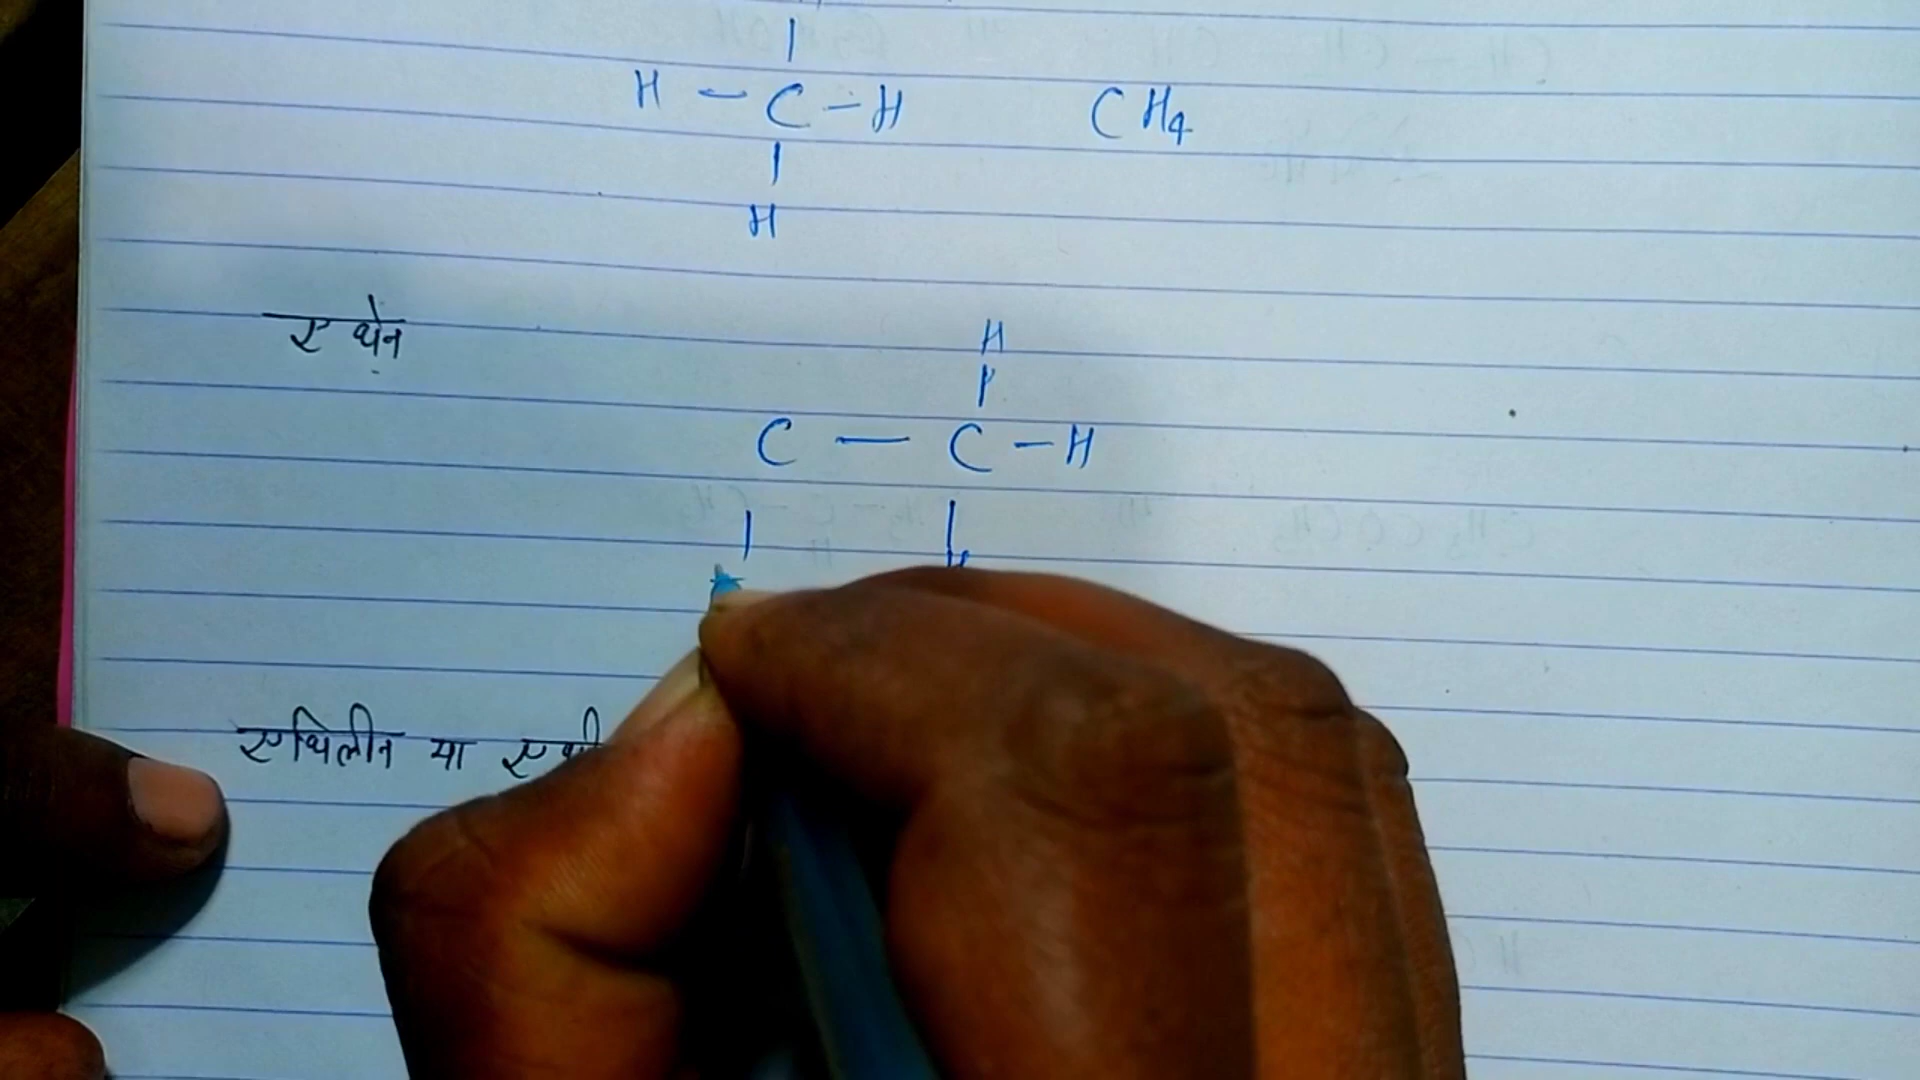 H - C - H CH4
H
एथेन
H
C — C - H
एथिलीन या